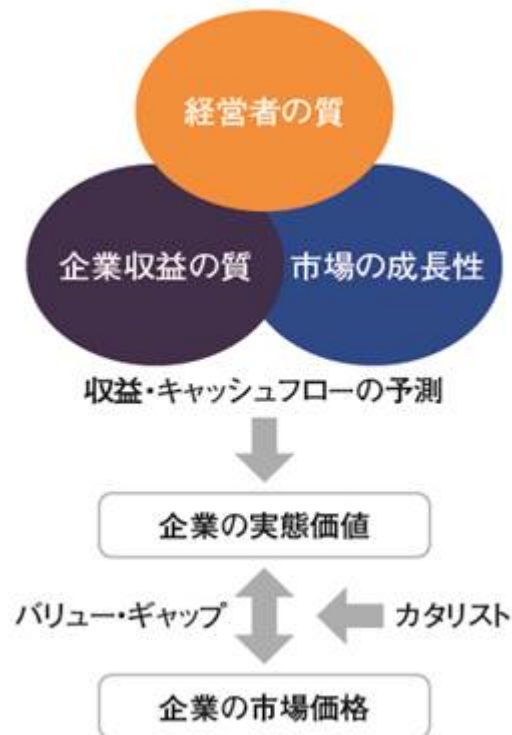 経営者の質
企業収益の質
市場の成長性
収益・キャッシュフローの予測
企業の実態価値
バリュー・ギャップ
カタリスト
企業の市場価格